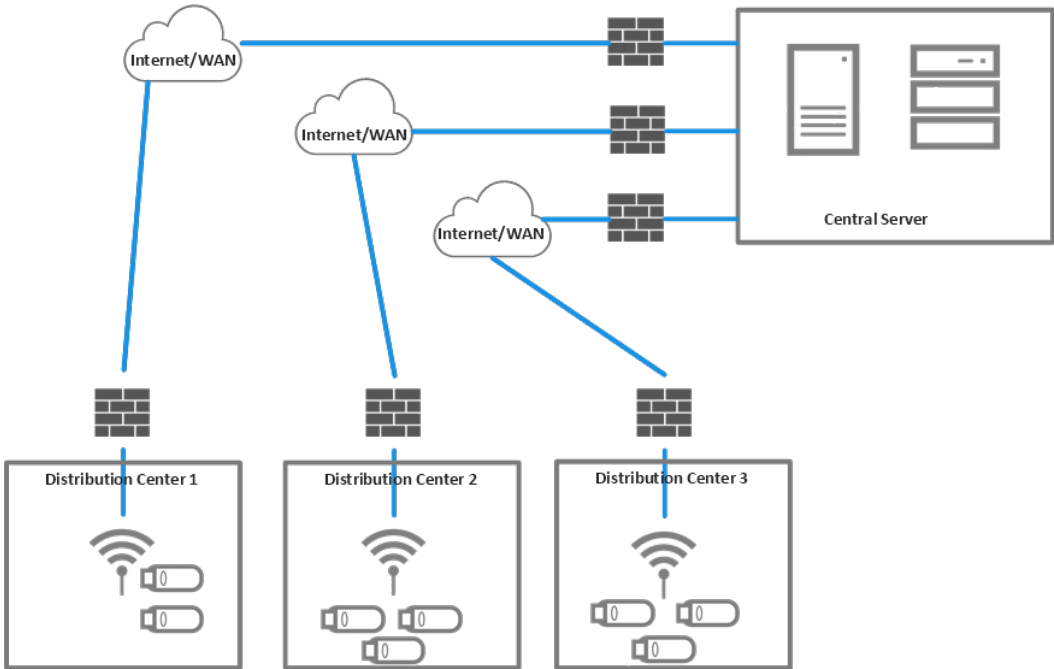 Internet/WAN
Internet/WAN
Internet/WAN
Central Server
Distribution Center 1
Distribution Center 2
Distribution Center 3